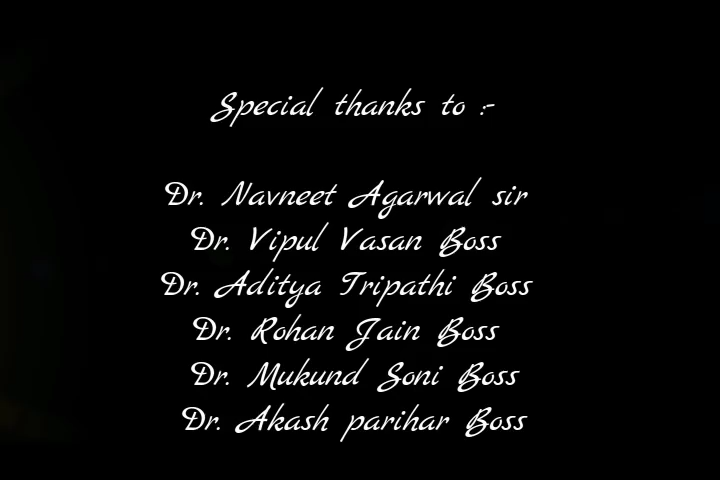 Special thanks to :-
Dr. Navneet Agarwal sir
Dr. Vipul Vasan Boss
Dr. Aditya Tripathi Boss
Dr. Rohan Jain Boss
Dr. Mukund Soni Boss
Dr. Akash parihar Boss